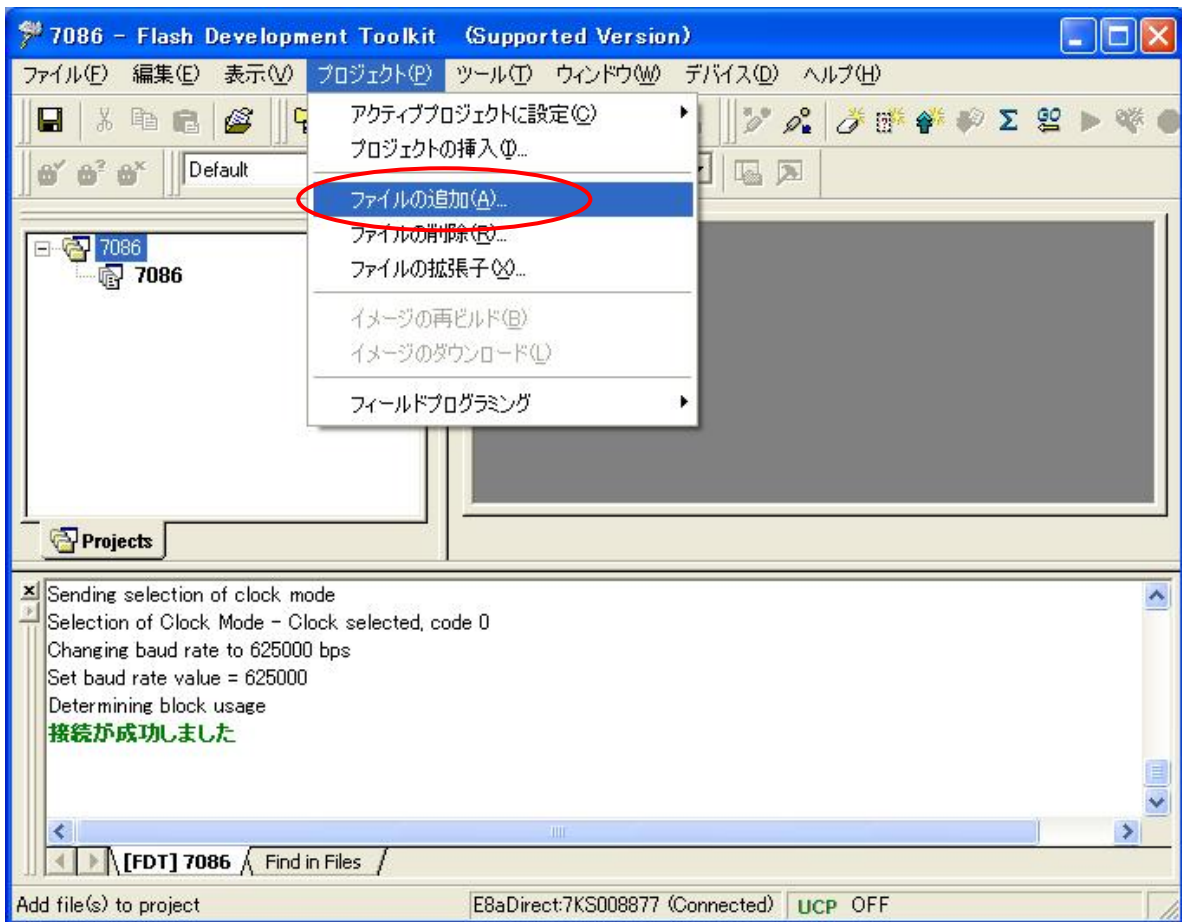 7086 - Flash Development Toolkit (Supported Version)
ファイル(F) 編集(E) 表示(V) プロジェクト(P) ツール(T) ウィンドウ(W) デバイス(D) ヘルプ(H)
アクティブプロジェクトに設定(C)
プロジェクトの挿入(I)...
ファイルの追加(A)...
ファイルの削除(R)...
ファイルの拡張子(X)...
イメージの再ビルド(B)
イメージのダウンロード(L)
フィールドプログラミング
Default
7086
7086
Projects
Sending selection of clock mode
Selection of Clock Mode - Clock selected, code 0
Changing baud rate to 625000 bps
Set baud rate value = 625000
Determining block usage
接続が成功しました
[FDT] 7086 Find in Files
Add file(s) to project E8aDirect:7KS008877 (Connected) UCP OFF